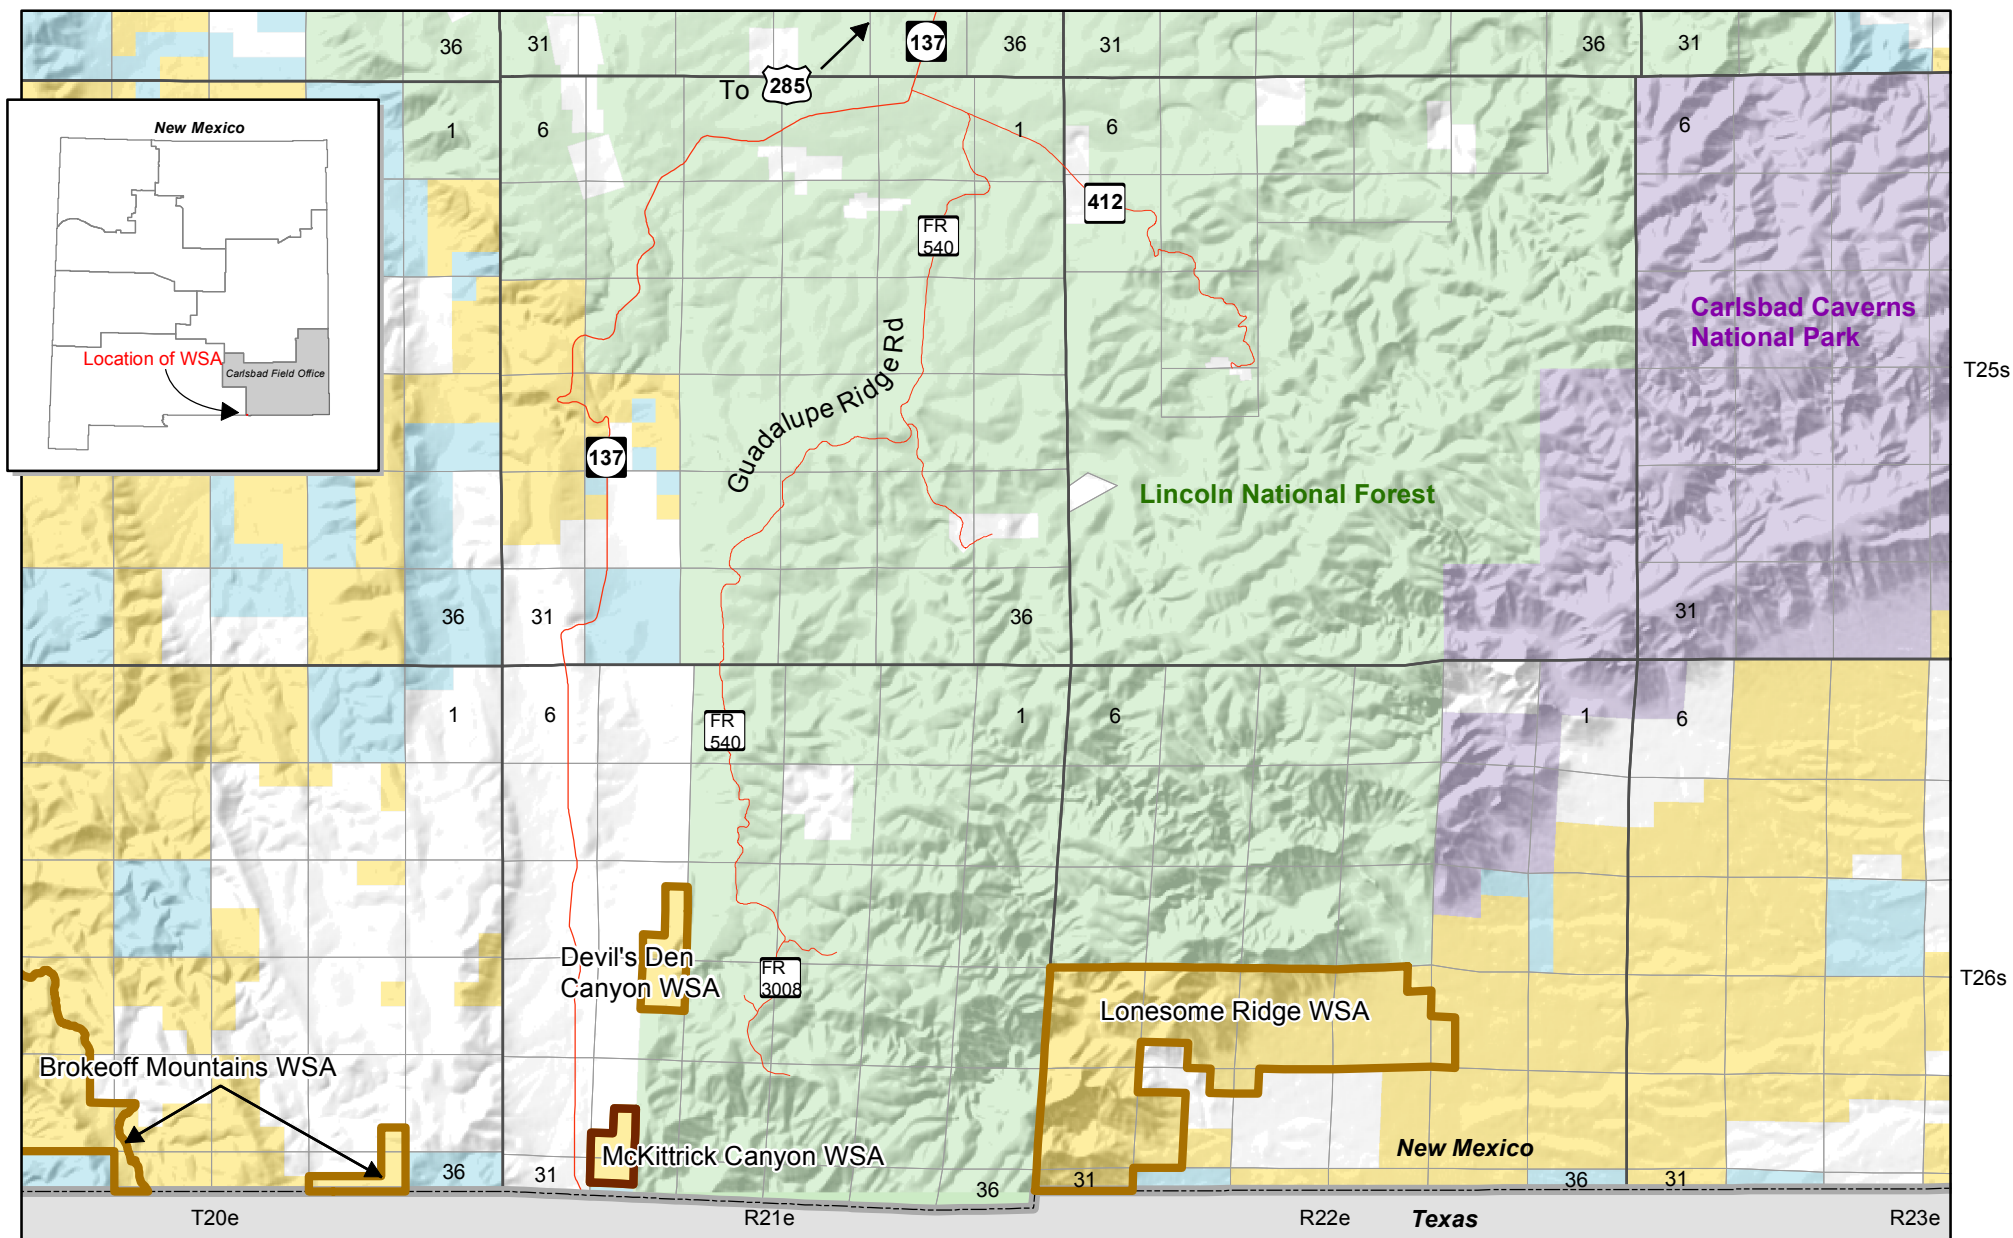 36
31
137
36
31
36
31
To 285
1
6
1
6
6
New Mexico
Location of WSA
Carlsbad Field Office
412
FR
540
Guadalupe Ridge Rd
Carlsbad Caverns
National Park
T25s
137
Lincoln National Forest
36
31
36
31
1
6
1
6
1
6
FR
540
Devil's Den
Canyon WSA
FR
3008
T26s
Lonesome Ridge WSA
Brokeoff Mountains WSA
McKittrick Canyon WSA
New Mexico
36
31
36
31
36
31
T20e
R21e
R22e
Texas
R23e